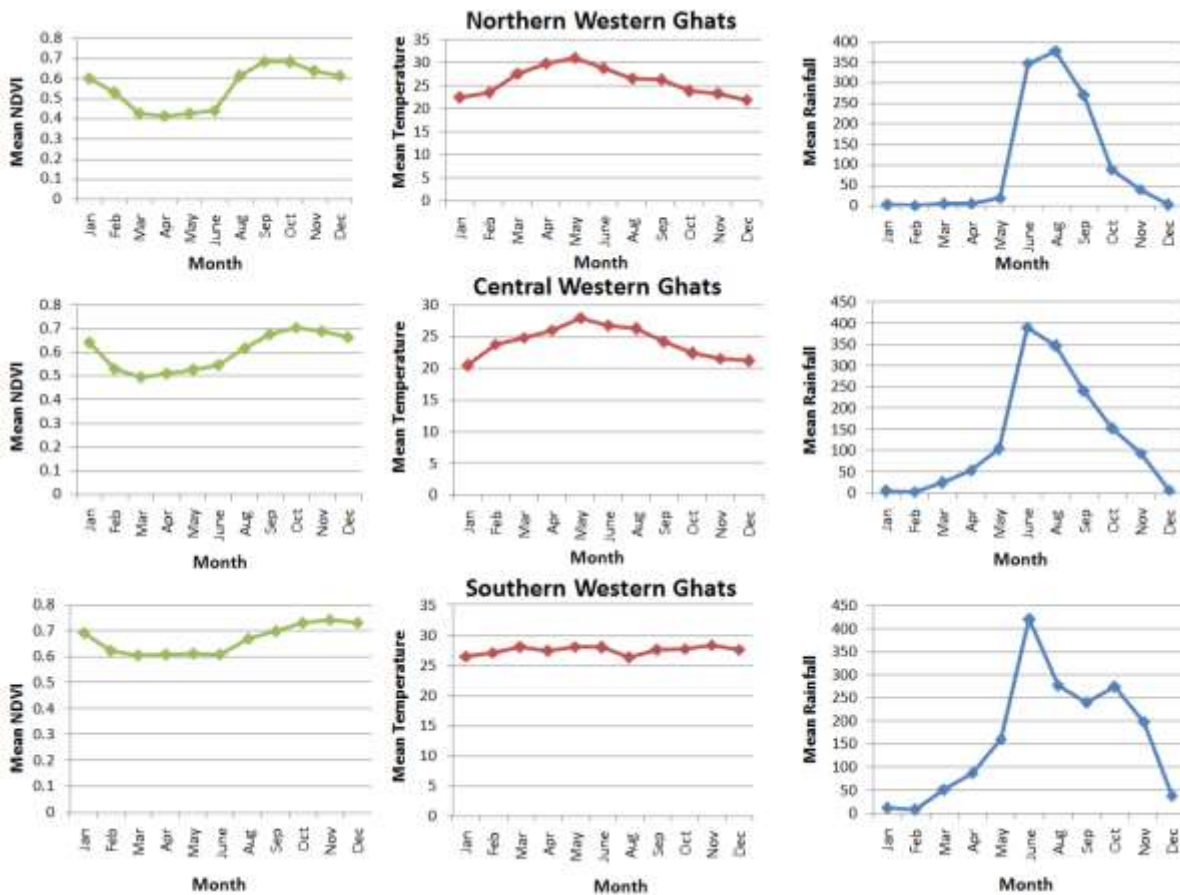 Northern Western Ghats
Mean NDVI
0.8
0.7
0.6
0.5
0.4
0.3
0.2
0.1
0
Jan Feb Mar Apr May June Aug Sep Oct Nov Dec
Month
Mean Temperature
35
30
25
20
15
10
5
0
Jan Feb Mar Apr May June Aug Sep Oct Nov Dec
Month
Mean Rainfall
400
350
300
250
200
150
100
50
0
Jan Feb Mar Apr May June Aug Sep Oct Nov Dec
Month
Central Western Ghats
Mean NDVI
0.8
0.7
0.6
0.5
0.4
0.3
0.2
0.1
0
Jan Feb Mar Apr May June Aug Sep Oct Nov Dec
Month
Mean Temperature
30
25
20
15
10
5
0
Jan Feb Mar Apr May June Aug Sep Oct Nov Dec
Month
Mean Rainfall
450
400
350
300
250
200
150
100
50
0
Jan Feb Mar Apr May June Aug Sep Oct Nov Dec
Month
Southern Western Ghats
Mean NDVI
0.8
0.7
0.6
0.5
0.4
0.3
0.2
0.1
0
Jan Feb Mar Apr May June Aug Sep Oct Nov Dec
Month
Mean Temperature
35
30
25
20
15
10
5
0
Jan Feb Mar Apr May June Aug Sep Oct Nov Dec
Month
Mean Rainfall
450
400
350
300
250
200
150
100
50
0
Jan Feb Mar Apr May June Aug Sep Oct Nov Dec
Month